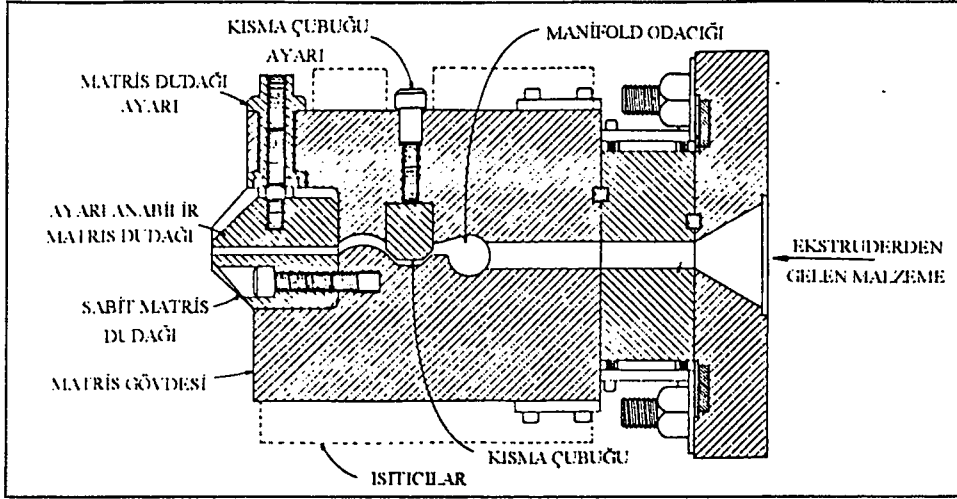 KISMA ÇUBUĞU
AYARI
MANİFOLD ODACIĞI
MATRİS DUDAĞI
AYARI
AYARLANABİLİR
MATRİS DUDAĞI
EKSTRUDERDEN
GELEN MALZEME
SABİT MATRİS
DUDAĞI
MATRİS GÖVDESİ
KISMA ÇUBUĞU
ISITICILAR